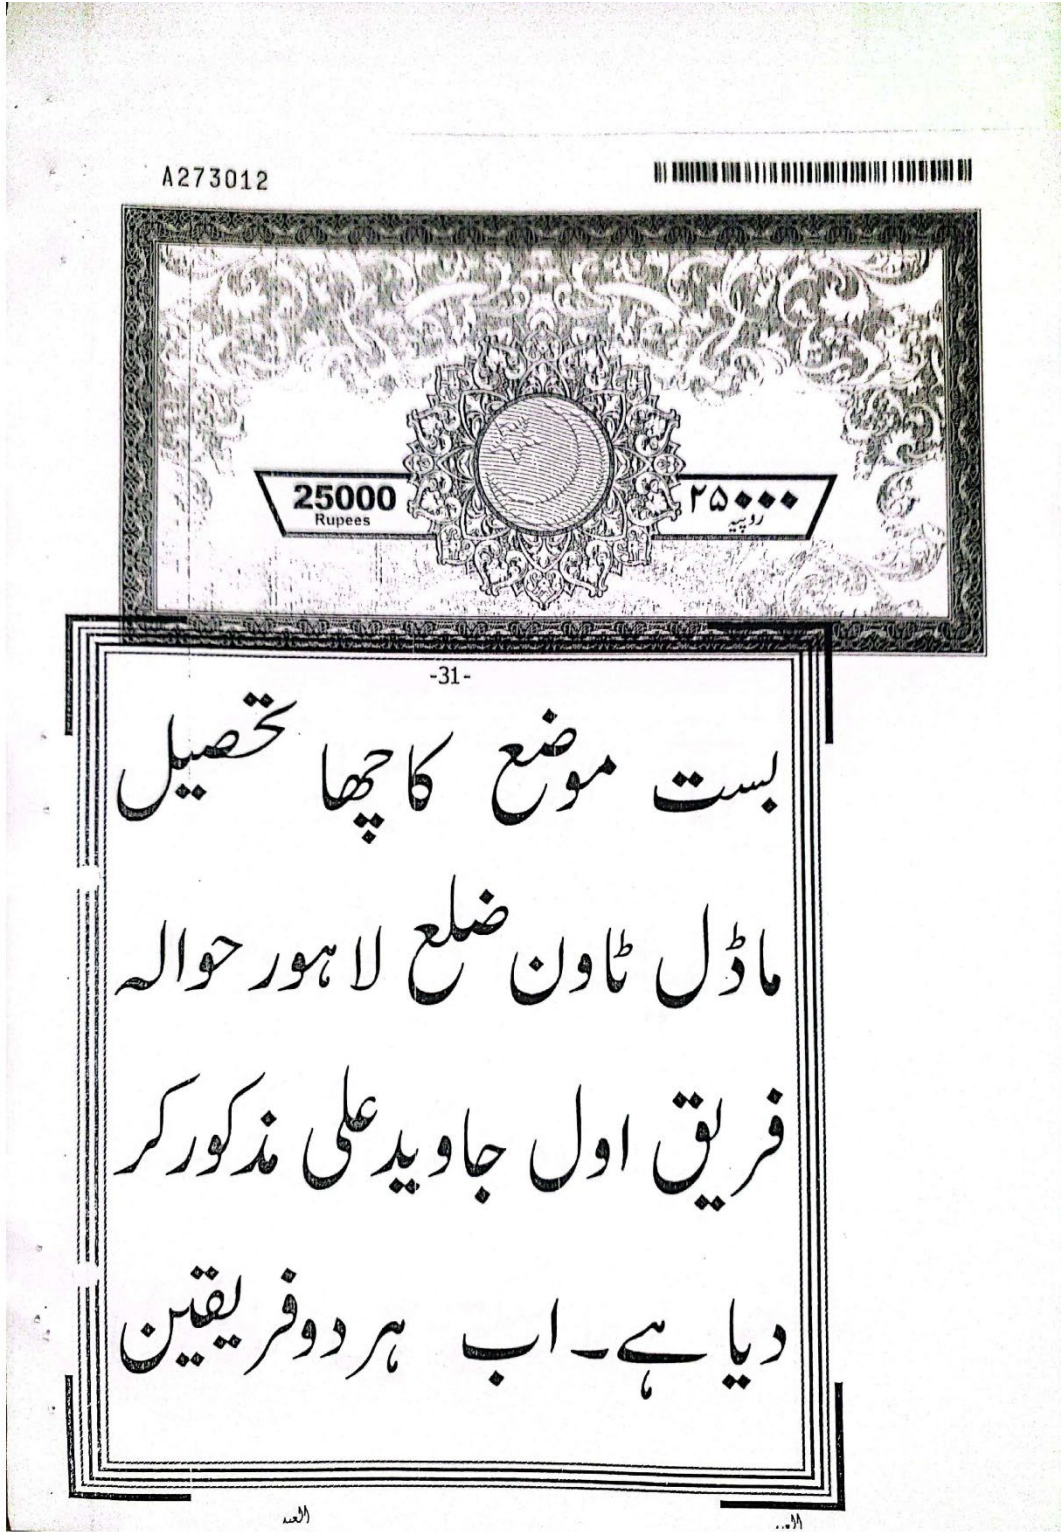 A273012
25000
Rupees
۲۵۰۰۰
روپیہ
-31-
بست موضع کاچھا تحصیل
ماڈل ٹاون ضلع لاہور حوالہ
فریق اول جاوید علی مذکور کر
دیا ہے۔ اب ہر دو فریقین
العبد